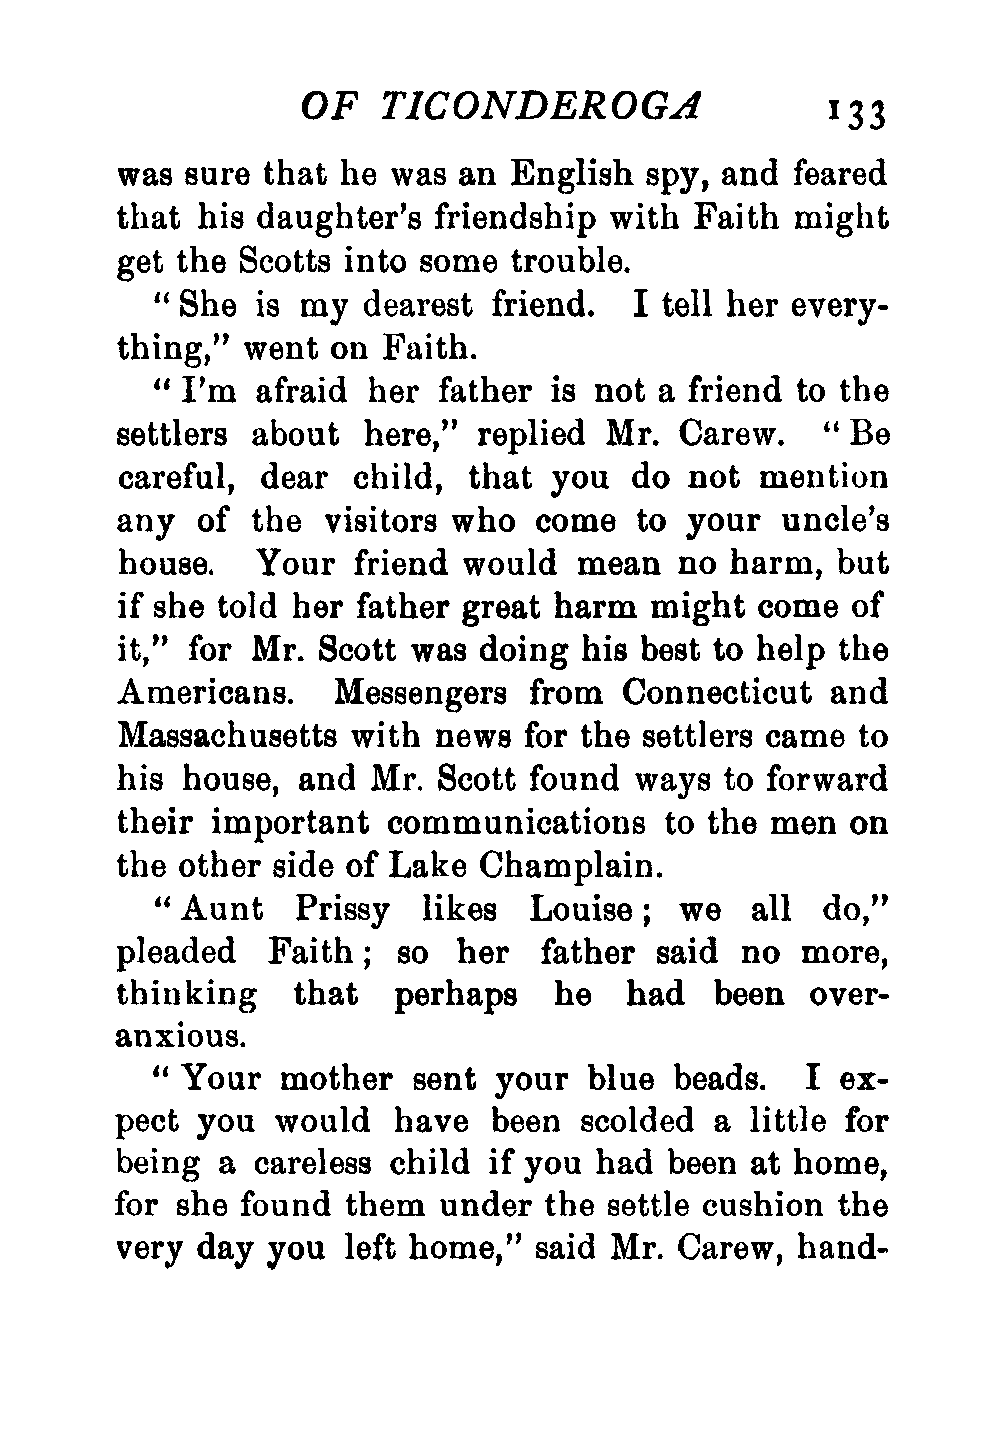 OF TICONDEROGA 133
was sure that he was an English spy, and feared
that his daughter's friendship with Faith might
get the Scotts into some trouble.
“ She is my dearest friend. I tell her every-
thing,” went on Faith.
“ I'm afraid her father is not a friend to the
settlers about here,” replied Mr. Carew. “ Be
careful, dear child, that you do not mention
any of the visitors who come to your uncle's
house. Your friend would mean no harm, but
if she told her father great harm might come of
it,” for Mr. Scott was doing his best to help the
Americans. Messengers from Connecticut and
Massachusetts with news for the settlers came to
his house, and Mr. Scott found ways to forward
their important communications to the men on
the other side of Lake Champlain.
“ Aunt Prissy likes Louise ; we all do,”
pleaded Faith ; so her father said no more,
thinking that perhaps he had been over-
anxious.
“ Your mother sent your blue beads. I ex-
pect you would have been scolded a little for
being a careless child if you had been at home,
for she found them under the settle cushion the
very day you left home,” said Mr. Carew, hand-